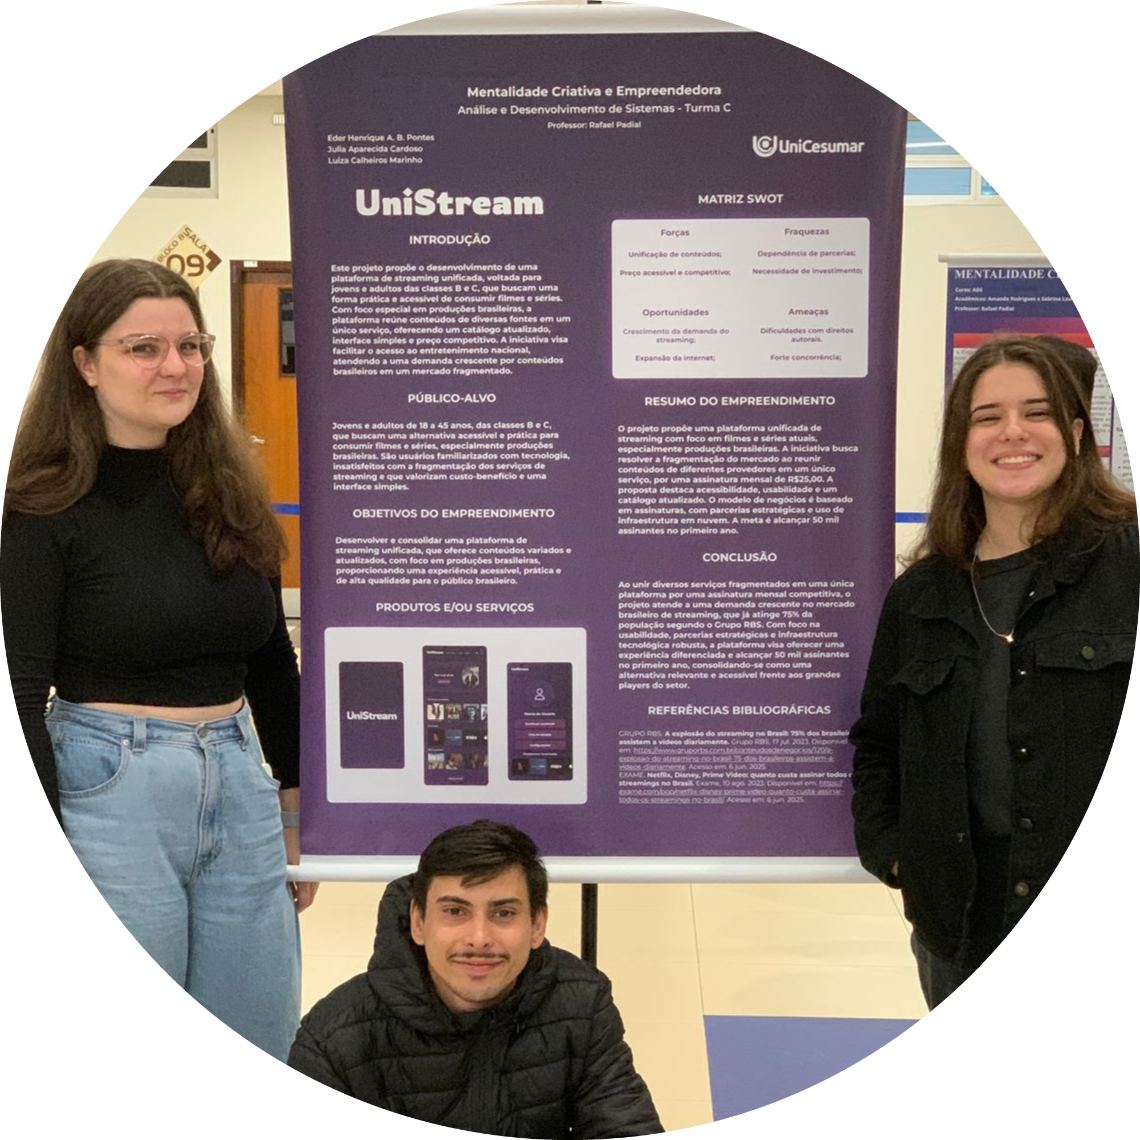 Mentalidade Criativa e Empreendedora
Análise e Desenvolvimento de Sistemas - Turma C
Professor: Rafael Padial
Eder Henrique A. B. Pontes
Julia Aparecida Cardoso
Luiza Calheiros Marinho
UniCesumar
UniStream
INTRODUÇÃO
Este projeto propõe o desenvolvimento de uma
plataforma de streaming unificada, voltada para
jovens e adultos das classes B e C, que buscam uma
forma prática e acessível de consumir filmes e séries.
Com foco especial em produções brasileiras, a
plataforma reúne conteúdos de diversas fontes em um
único serviço, oferecendo um catálogo atualizado,
interface simples e preço competitivo. A iniciativa visa
facilitar o acesso ao entretenimento nacional,
atendendo a uma demanda crescente por conteúdos
brasileiros em um mercado fragmentado.
PÚBLICO-ALVO
Jovens e adultos de 18 a 45 anos, das classes B e C,
que buscam uma alternativa acessível e prática para
consumir filmes e séries, especialmente produções
brasileiras. São usuários familiarizados com tecnologia,
insatisfeitos com a fragmentação dos serviços de
streaming e que valorizam custo-benefício e uma
interface simples.
OBJETIVOS DO EMPREENDIMENTO
Desenvolver e consolidar uma plataforma de
streaming unificada, que oferece conteúdos variados e
atualizados, com foco em produções brasileiras,
proporcionando uma experiência acessível, prática e
de alta qualidade para o público brasileiro.
PRODUTOS E/OU SERVIÇOS
UniStream
MATRIZ SWOT
Forças
Unificação de conteúdos;
Preço acessível e competitivo;
Fraquezas
Dependência de parcerias;
Necessidade de investimento;
Oportunidades
Crescimento da demanda do
streaming;
Expansão da internet;
Ameaças
Dificuldades com direitos
autorais.
Forte concorrência;
RESUMO DO EMPREENDIMENTO
O projeto propõe uma plataforma unificada de
streaming com foco em filmes e séries atuais,
especialmente produções brasileiras. A iniciativa busca
resolver a fragmentação do mercado ao reunir
conteúdos de diferentes provedores em um único
serviço, por uma assinatura mensal de R$25,00. A
proposta destaca acessibilidade, usabilidade e um
catálogo atualizado. O modelo de negócios é baseado
em assinaturas, com parcerias estratégicas e uso de
infraestrutura em nuvem. A meta é alcançar 50 mil
assinantes no primeiro ano.
CONCLUSÃO
Ao unir diversos serviços fragmentados em uma única
plataforma por uma assinatura mensal competitiva, o
projeto atende a uma demanda crescente no mercado
brasileiro de streaming, que já atinge 75% da
população segundo o Grupo RBS. Com foco na
usabilidade, parcerias estratégicas e infraestrutura
tecnológica robusta, a plataforma visa oferecer uma
experiência diferenciada e alcançar 50 mil assinantes
no primeiro ano, consolidando-se como uma
alternativa relevante e acessível frente aos grandes
players do setor.
REFERÊNCIAS BIBLIOGRÁFICAS
GRUPO RBS. A explosão do streaming no Brasil: 75% dos brasileiros
assistem a vídeos diariamente. Grupo RBS, 17 jul. 2023. Disponível
em: https://www.gruporbs.com.br/conteudosdenegocios/1201/a-
explosao-do-streaming-no-brasil-75-dos-brasileiros-assistem-a-
videos-diariamente. Acesso em: 6 jun. 2025.
EXAME. Netflix, Disney, Prime Video: quanto custa assinar todos os
streamings no Brasil. Exame, 10 ago. 2023. Disponível em: https://
exame.com/pop/netflix-disney-prime-video-quanto-custa-assinar-
todos-os-streamings-no-brasil/ Acesso em: 6 jun. 2025.
BLOCO B
SALA
09
MENTALIDADE C
Curso: ADS
Acadêmicos: Amanda Rodrigues e Sabrina
Professor: Rafael Padial